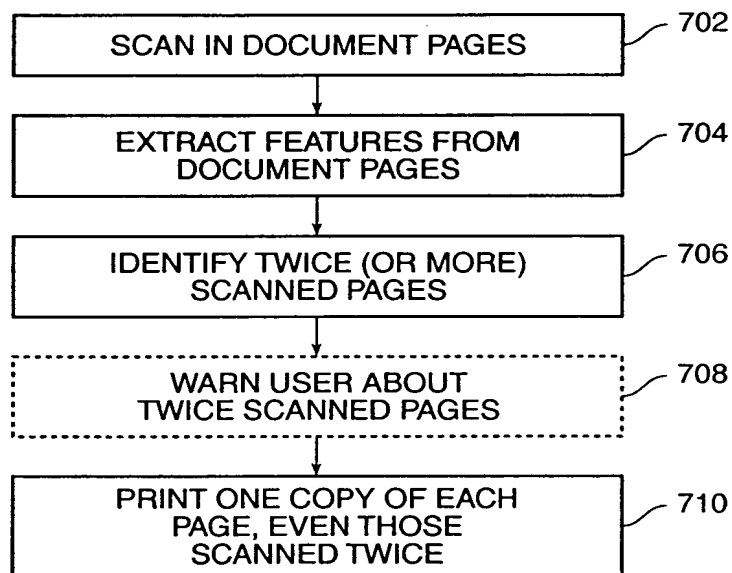 SCAN IN DOCUMENT PAGES
702
EXTRACT FEATURES FROM
DOCUMENT PAGES
704
IDENTIFY TWICE (OR MORE)
SCANNED PAGES
706
WARN USER ABOUT
TWICE SCANNED PAGES
708
PRINT ONE COPY OF EACH
PAGE, EVEN THOSE
SCANNED TWICE
710